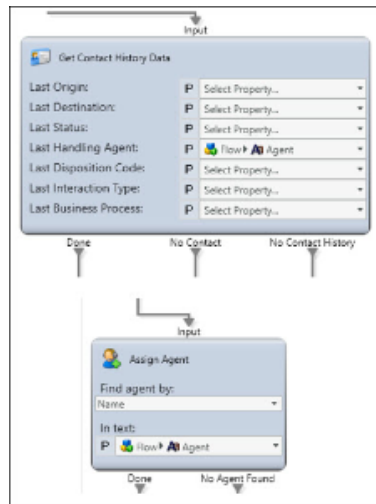 Input
Get Contact History Data
Last Origin: P Select Property...
Last Destination: P Select Property...
Last Status: P Select Property...
Last Handling Agent: P Flow Agent
Last Disposition Code: P Select Property...
Last Interaction Type: P Select Property...
Last Business Process: P Select Property...
Done No Contact No Contact History
Input
Assign Agent
Find agent by:
Name
In text:
P Flow Agent
Done No Agent Found